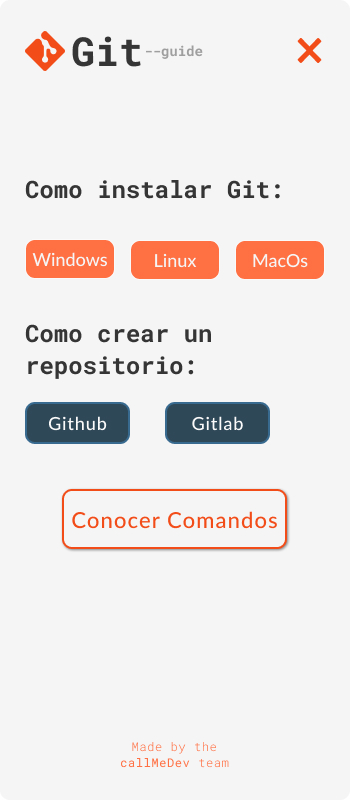 Git --guide
Como instalar Git:
Windows Linux MacOs
Como crear un
repositorio:
Github Gitlab
Conocer Comandos
Made by the
callMeDev team